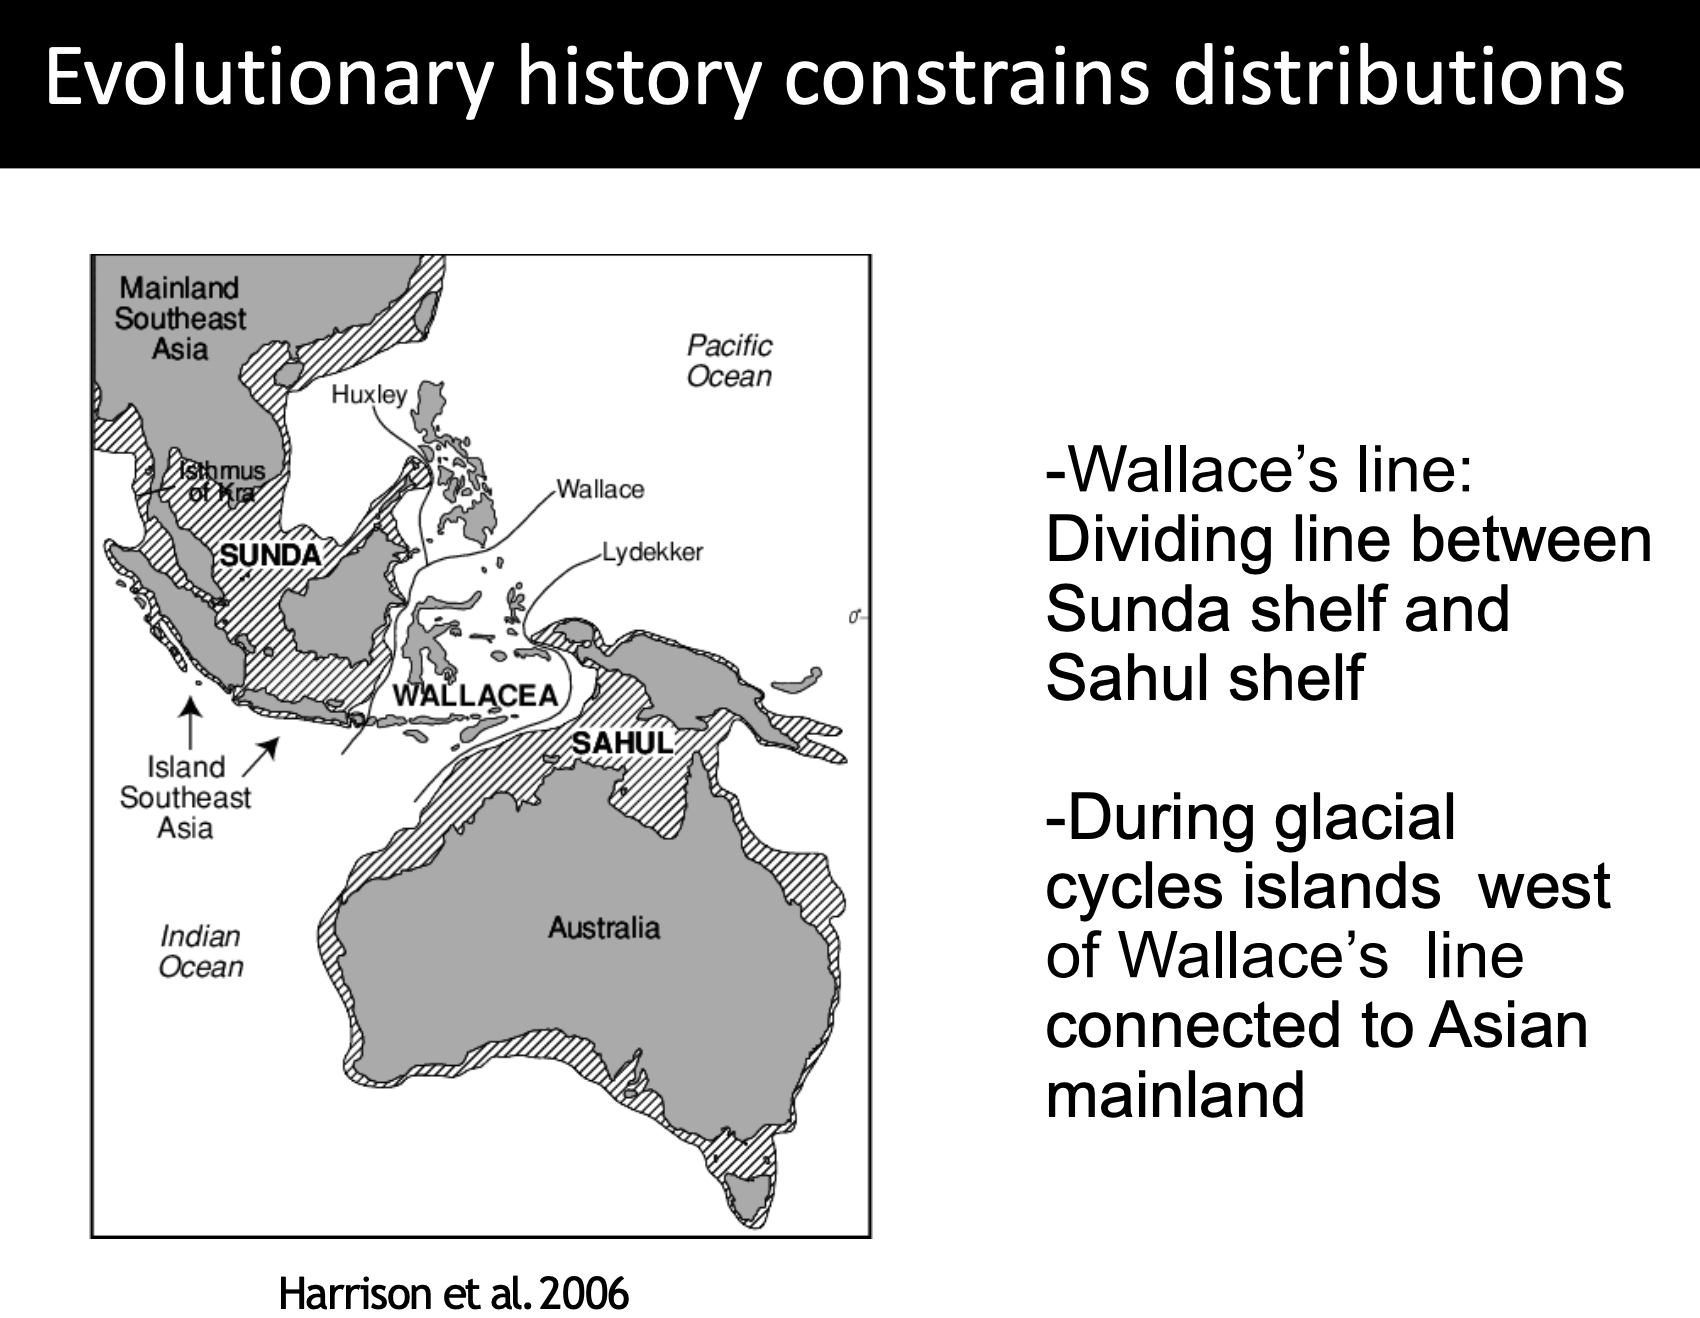 Evolutionary history constrains distributions
Mainland
Southeast
Asia
Pacific
Ocean
Huxley
Isthmus
of Kra
Wallace
SUNDA
Lydekker
0°
WALLACEA
SAHUL
Island
Southeast
Asia
Indian
Ocean
Australia
Harrison et al. 2006
-Wallace’s line:
Dividing line between
Sunda shelf and
Sahul shelf
-During glacial
cycles islands  west
of Wallace’s  line
connected to Asian
mainland